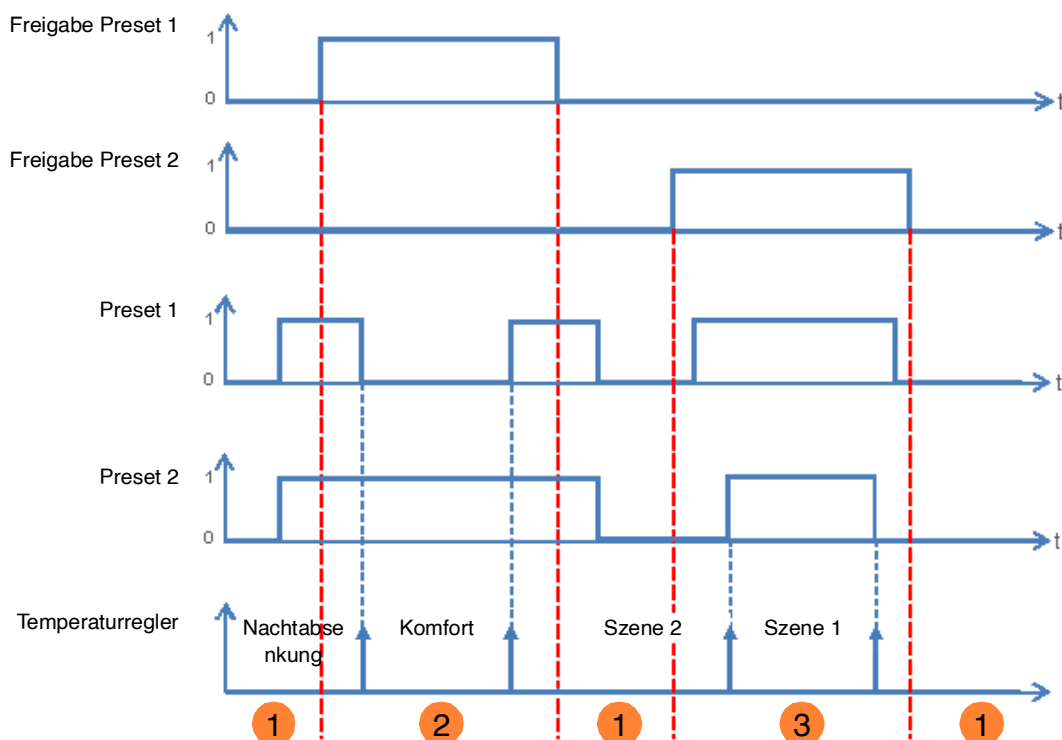 Freigabe Preset 1
1
0
t
Freigabe Preset 2
1
0
t
Preset 1
1
0
t
Preset 2
1
0
t
Temperaturregler
Nachtabse
nkung
Komfort
Szene 2
Szene 1
1
2
1
3
1